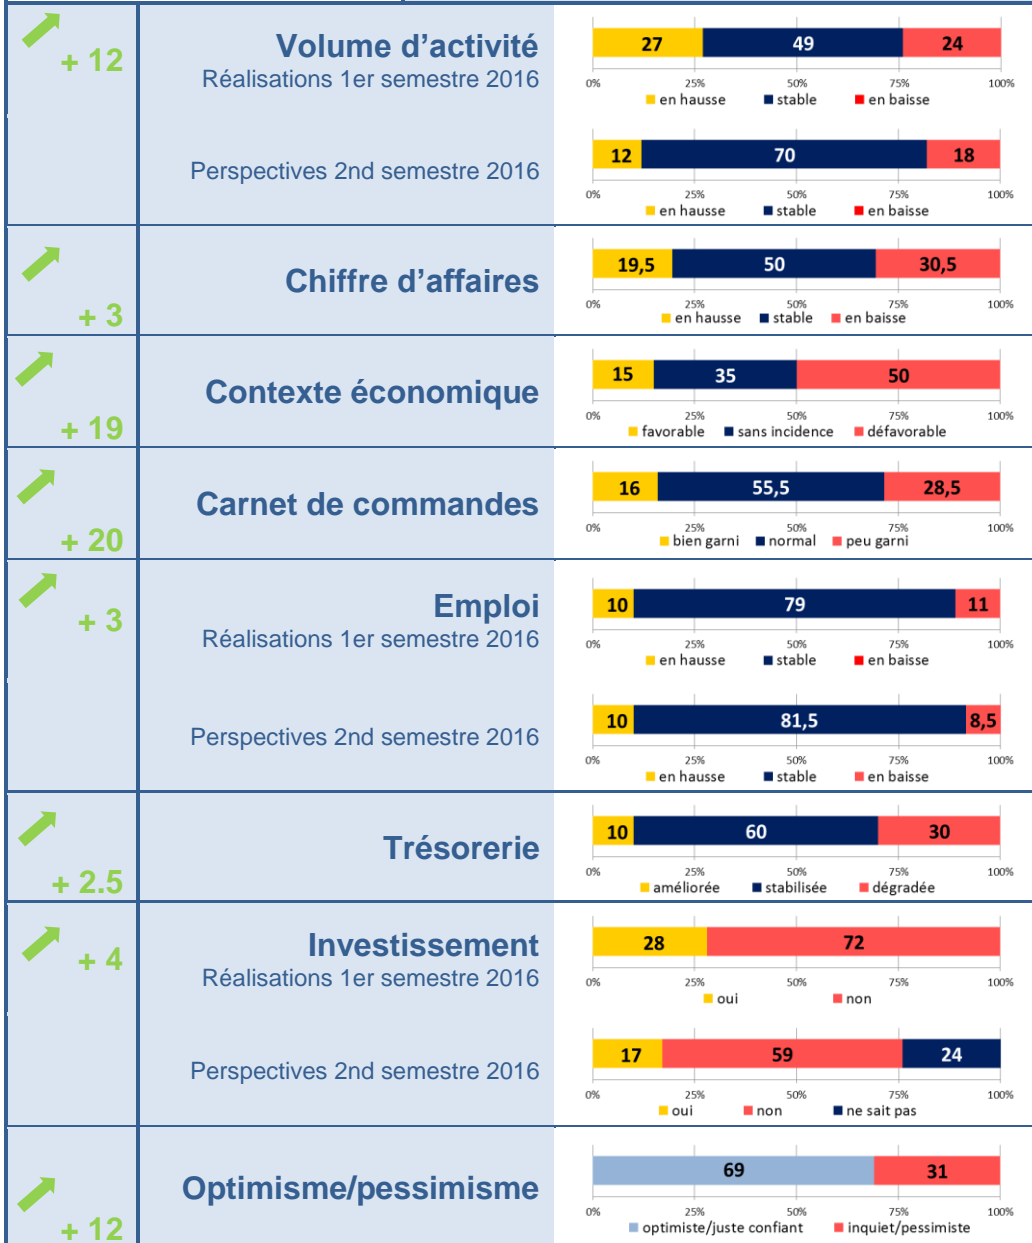 + 12
Volume d’activité
Réalisations 1er semestre 2016
27 49 24
0% 25% 50% 75% 100%
en hausse stable en baisse
Perspectives 2nd semestre 2016
12 70 18
0% 25% 50% 75% 100%
en hausse stable en baisse
+ 3
Chiffre d’affaires
19,5 50 30,5
0% 25% 50% 75% 100%
en hausse stable en baisse
+ 19
Contexte économique
15 35 50
0% 25% 50% 75% 100%
favorable sans incidence défavorable
+ 20
Carnet de commandes
16 55,5 28,5
0% 25% 50% 75% 100%
bien garni normal peu garni
+ 3
Emploi
Réalisations 1er semestre 2016
10 79 11
0% 25% 50% 75% 100%
en hausse stable en baisse
Perspectives 2nd semestre 2016
10 81,5 8,5
0% 25% 50% 75% 100%
en hausse stable en baisse
+ 2.5
Trésorerie
10 60 30
0% 25% 50% 75% 100%
améliorée stabilisée dégradée
+ 4
Investissement
Réalisations 1er semestre 2016
28 72
0% 25% 50% 75% 100%
oui non
Perspectives 2nd semestre 2016
17 59 24
0% 25% 50% 75% 100%
oui non ne sait pas
+ 12
Optimisme/pessimisme
69 31
0% 25% 50% 75% 100%
optimiste/juste confiant inquiet/pessimiste